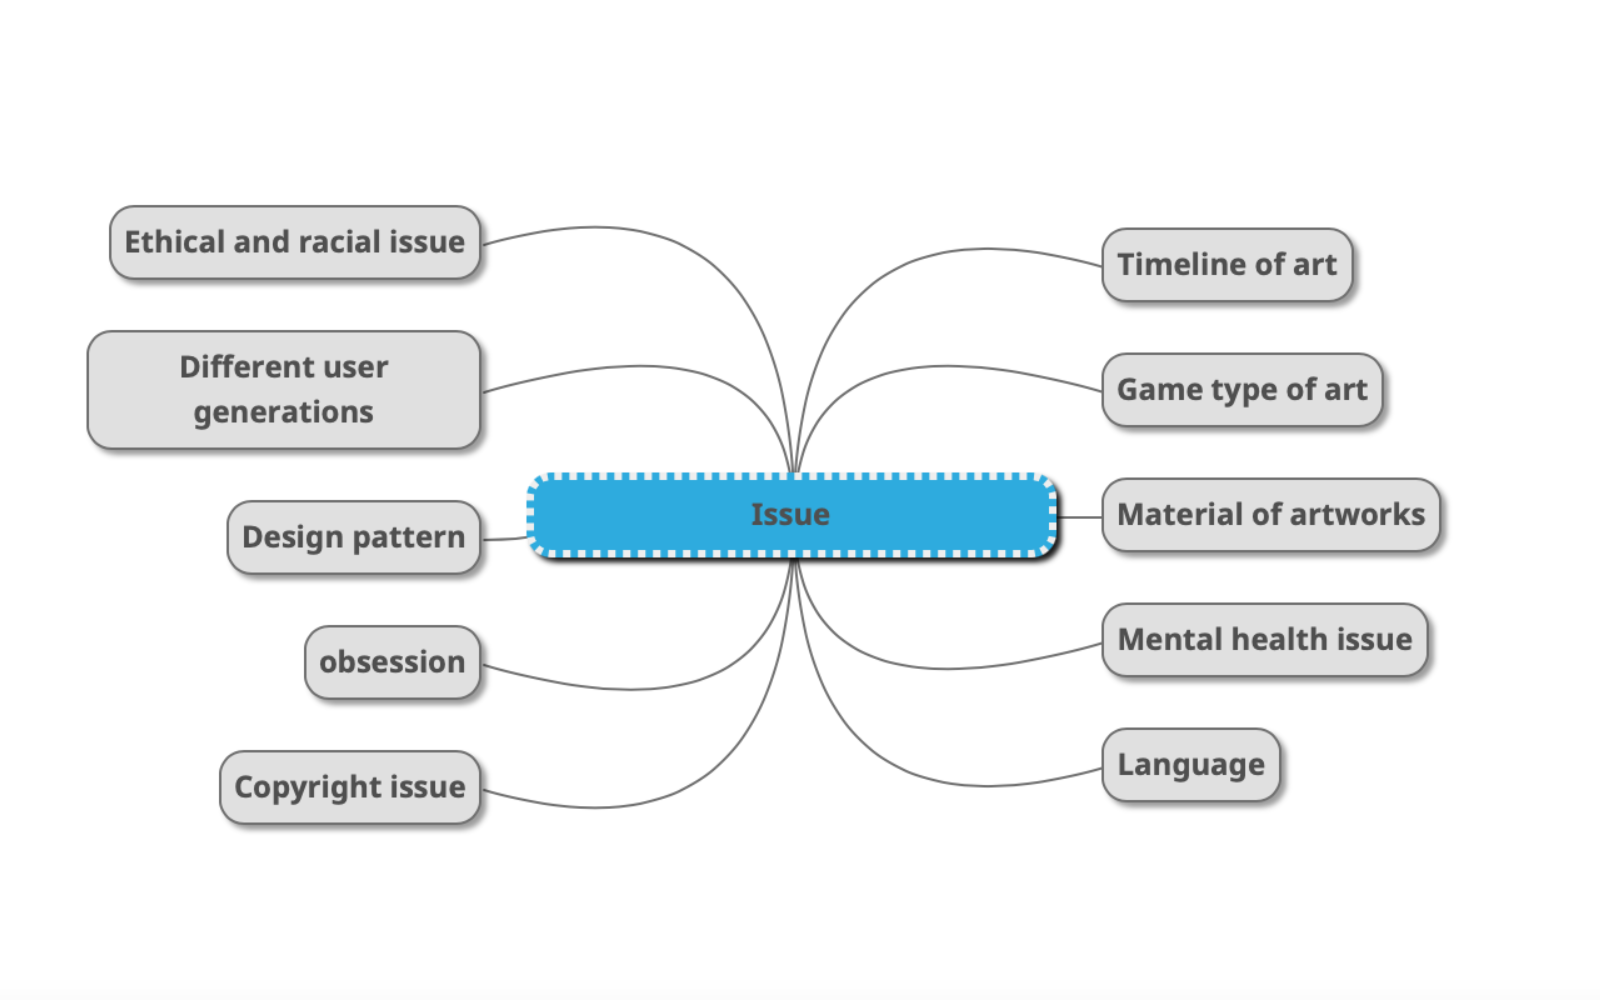 Ethical and racial issue
Different user
generations
Design pattern
obsession
Copyright issue
Issue
Timeline of art
Game type of art
Material of artworks
Mental health issue
Language